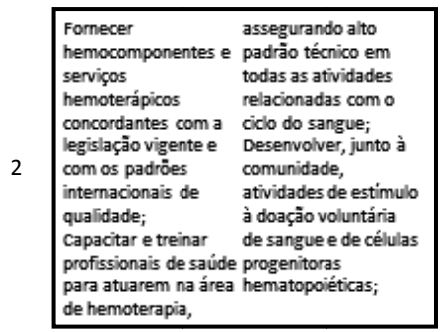 2
Fornecer
hemocomponentes e
serviços
hemoterápicos
concordantes com a
legislação vigente e
com os padrões
internacionais de
qualidade;
Capacitar e treinar
profissionais de saúde
para atuarem na área
de hemoterapia,
assegurando alto
padrão técnico em
todas as atividades
relacionadas com o
ciclo do sangue;
Desenvolver, junto à
comunidade,
atividades de estímulo
à doação voluntária
de sangue e de células
progenitoras
hematopoiéticas;